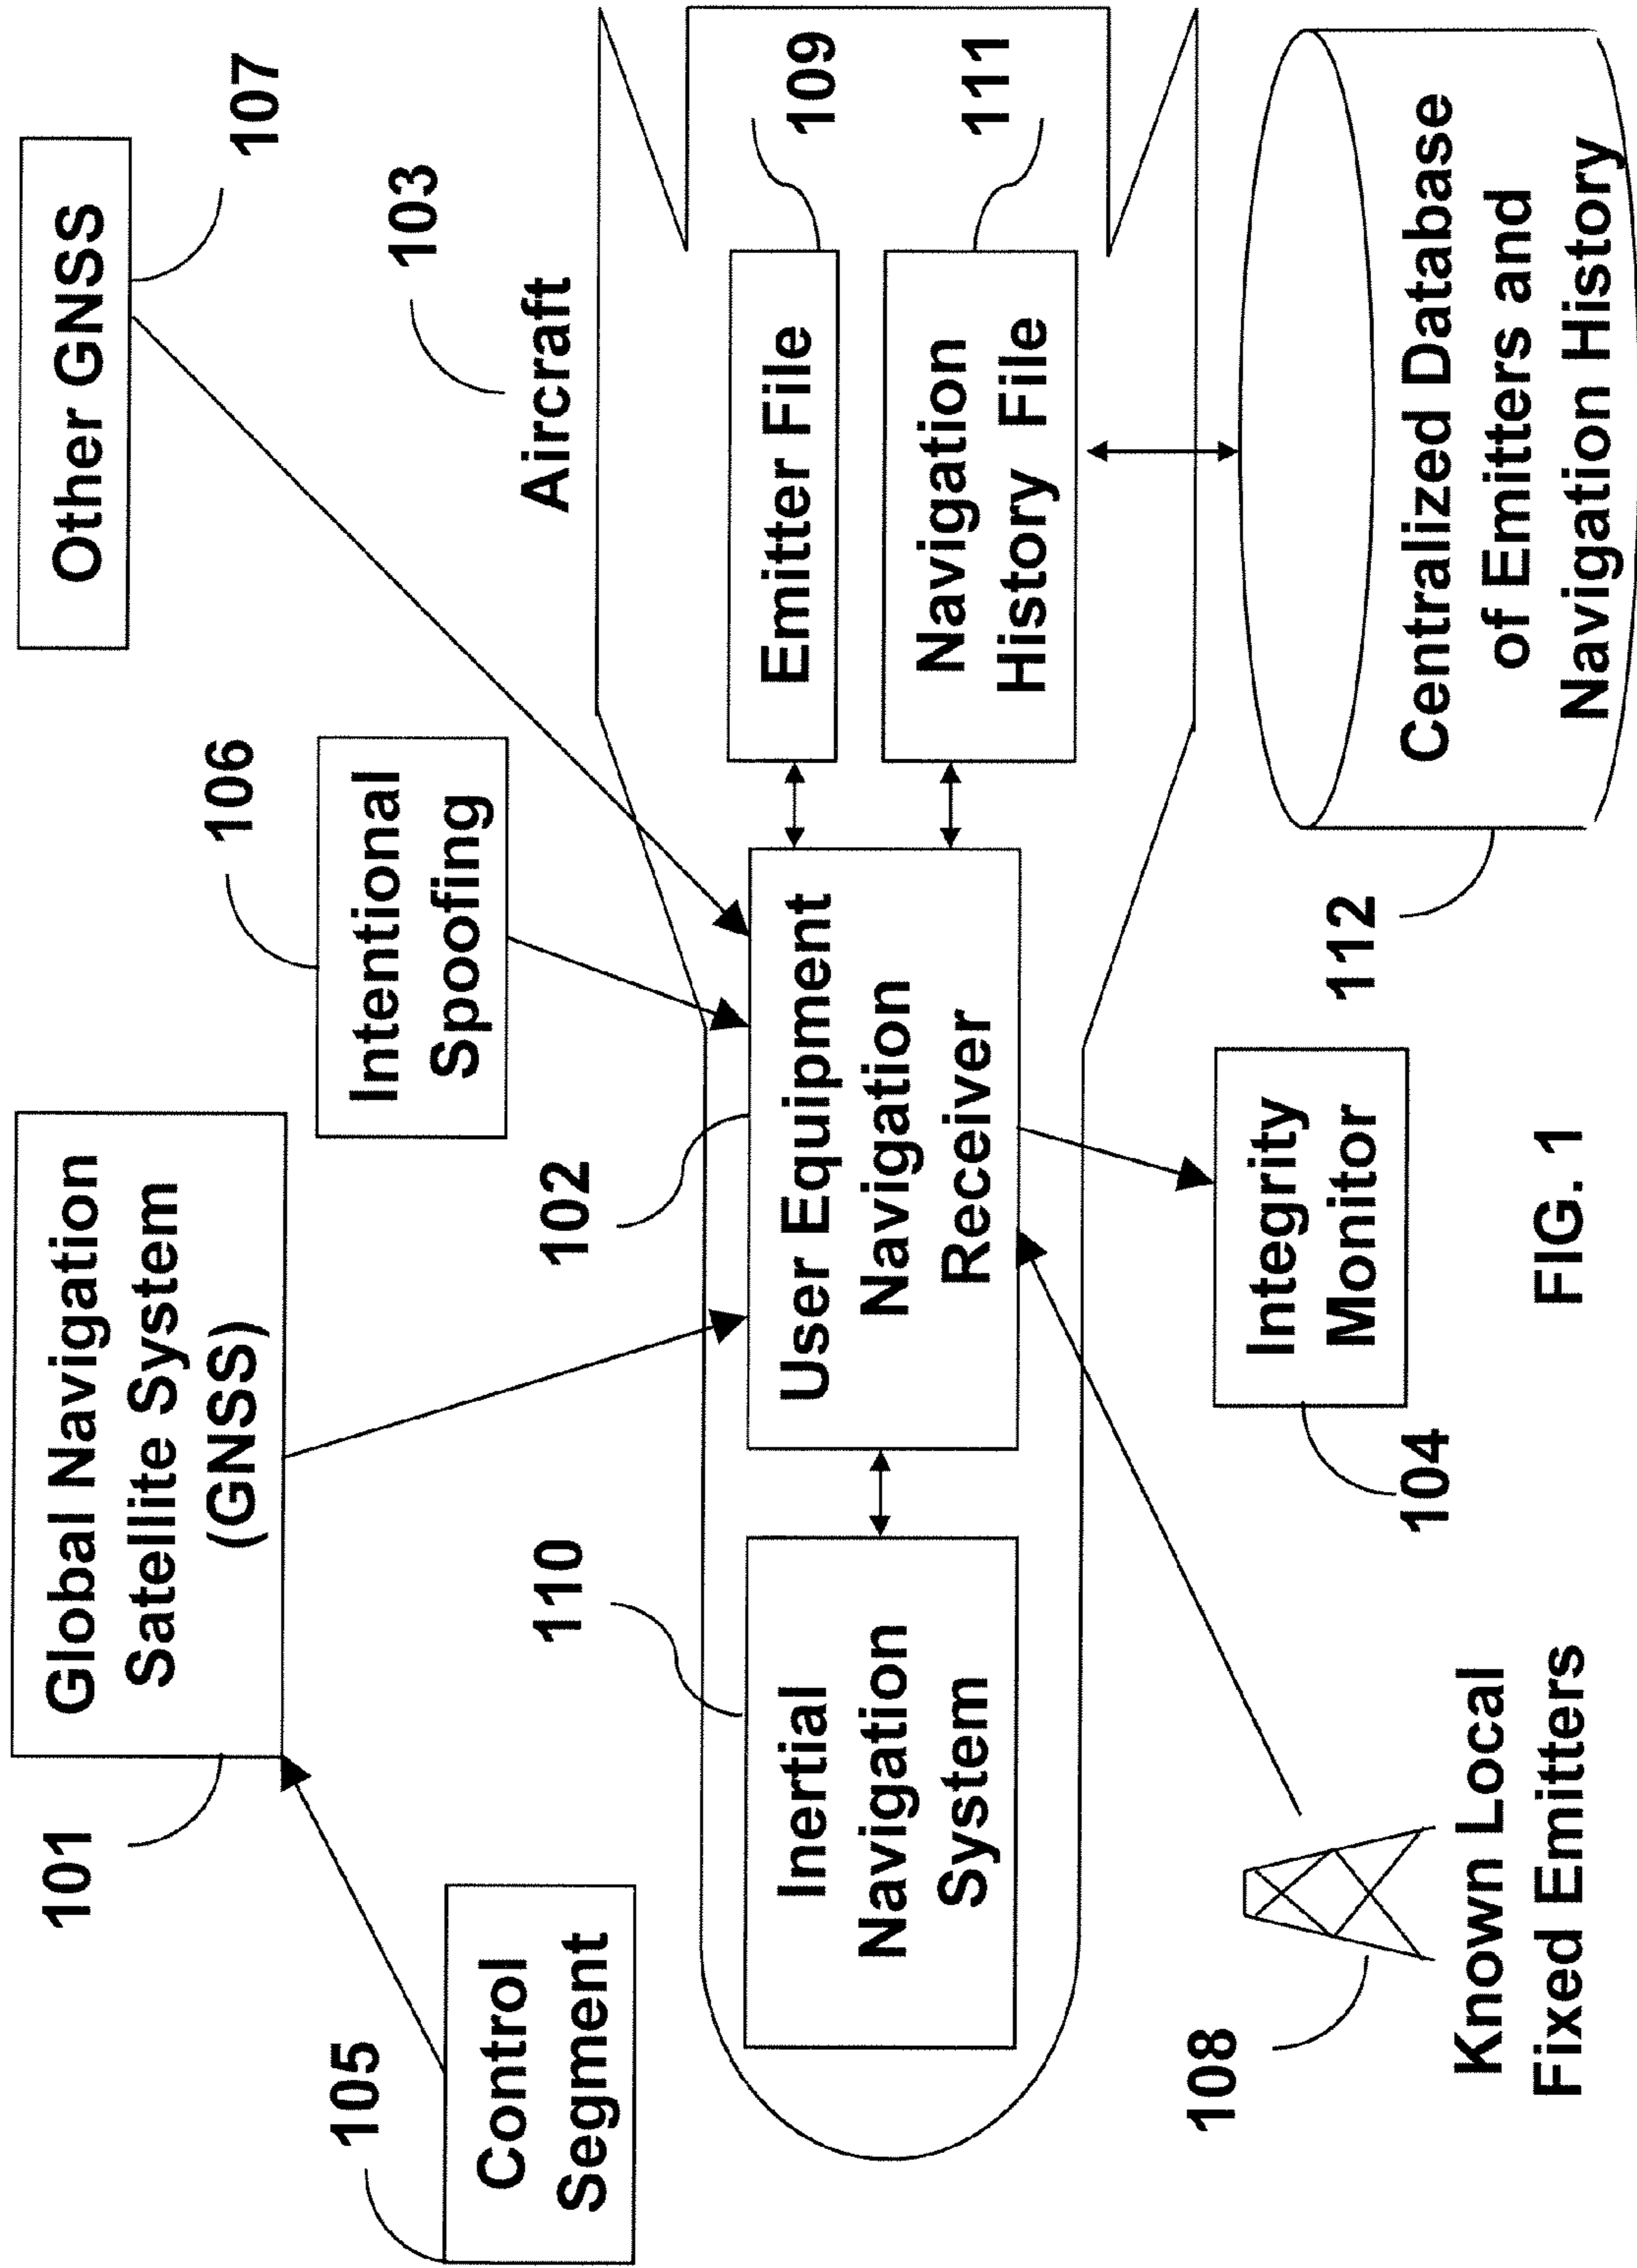 Global Navigation
Satellite System
(GNSS)
101
Other GNSS
107
Intentional
Spoofing
106
Control
Segment
105
Aircraft
103
110
Inertial
Navigation
System
102
User Equipment
Navigation
Receiver
Emitter File
109
Navigation
History File
111
108
Known Local
Fixed Emitters
104
Integrity
Monitor
112
Centralized Database
of Emitters and
Navigation History
FIG. 1